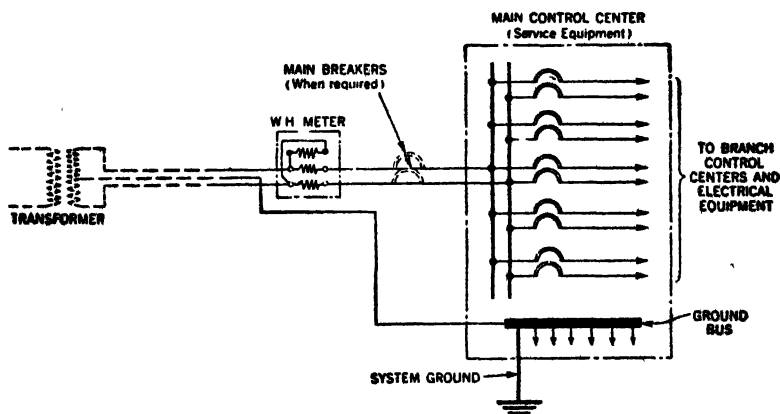 MAIN CONTROL CENTER
(Service Equipment)
MAIN BREAKERS
(When required)
W H METER
TRANSFORMER
TO BRANCH
CONTROL
CENTERS AND
ELECTRICAL
EQUIPMENT
GROUND
BUS
SYSTEM GROUND